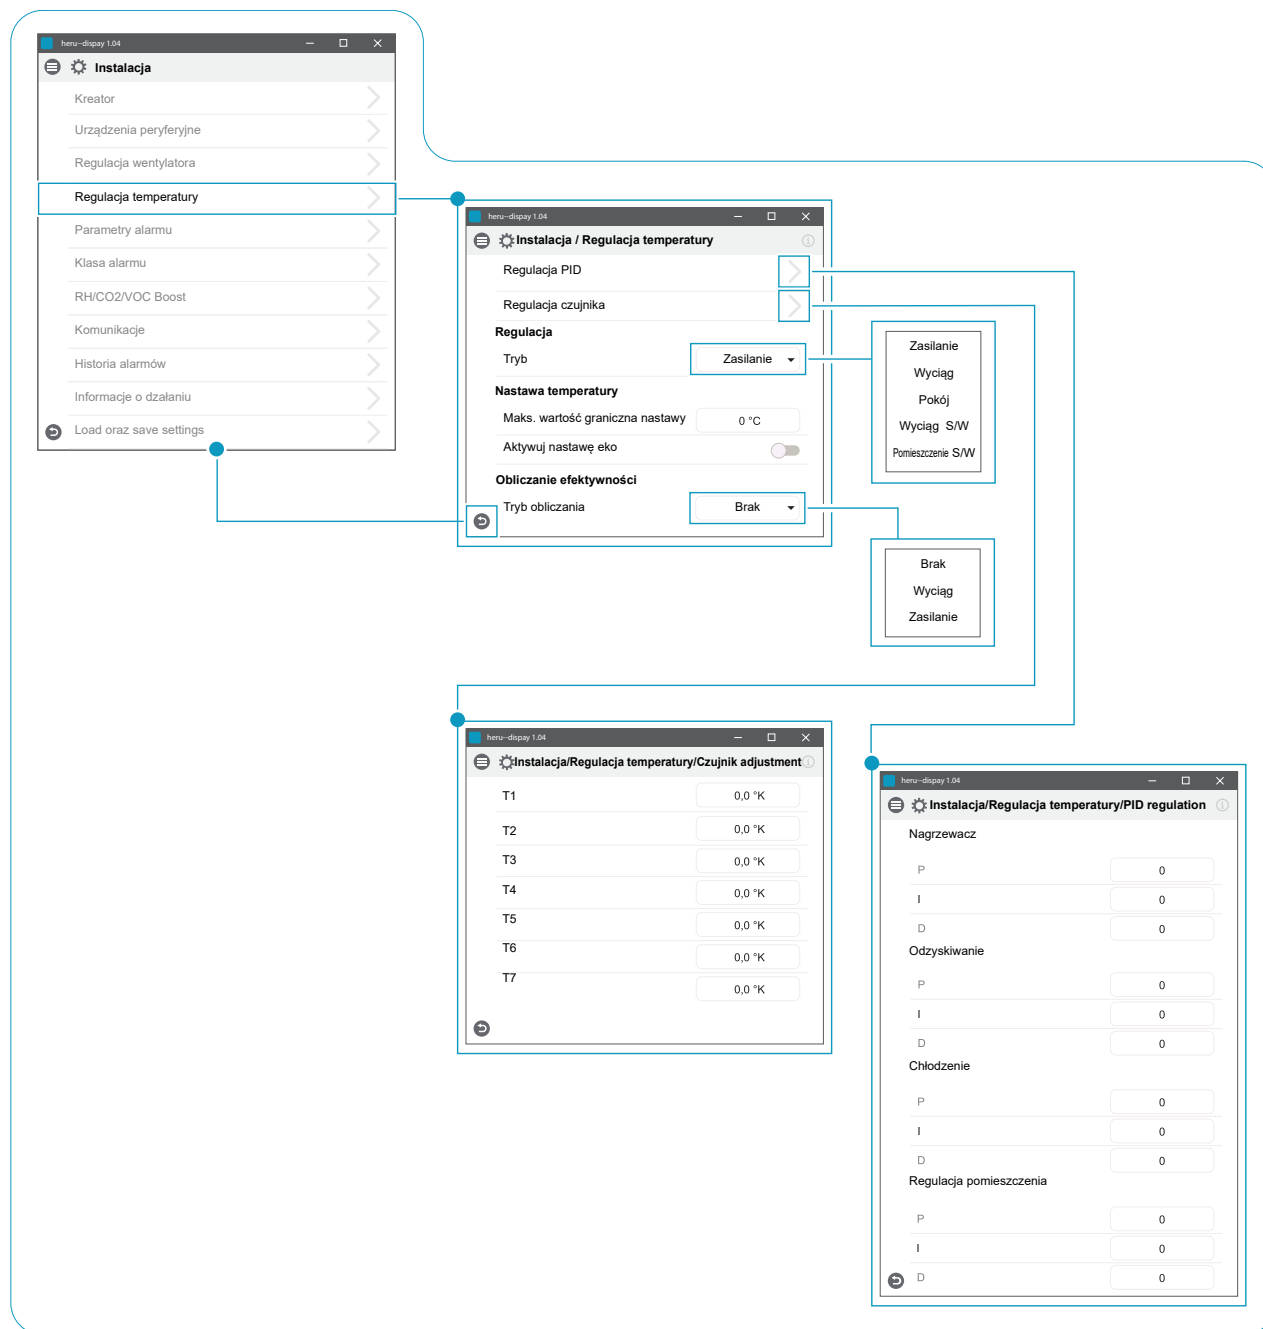 heru--dispay 1.04
Instalacja
Kreator
Urządzenia peryferyjne
Regulacja wentylatora
Regulacja temperatury
Parametry alarmu
Klasa alarmu
RH/CO2/VOC Boost
Komunikacje
Historia alarmów
Informacje o dzałaniu
Load oraz save settings
heru--dispay 1.04
Instalacja / Regulacja temperatury
Regulacja PID
Regulacja czujnika
Regulacja
Tryb Zasilanie
Nastawa temperatury
Maks. wartość graniczna nastawy 0 °C
Aktywuj nastawę eko
Obliczanie efektywności
Tryb obliczania Brak
Zasilanie
Wyciąg
Pokój
Wyciąg S/W
Pomieszczenie S/W
Brak
Wyciąg
Zasilanie
heru--dispay 1.04
Instalacja/Regulacja temperatury/Czujnik adjustment
T1 0,0 °K
T2 0,0 °K
T3 0,0 °K
T4 0,0 °K
T5 0,0 °K
T6 0,0 °K
T7 0,0 °K
heru--dispay 1.04
Instalacja/Regulacja temperatury/PID regulation
Nagrzewacz
P 0
I 0
D 0
Odzyskiwanie
P 0
I 0
D 0
Chłodzenie
P 0
I 0
D 0
Regulacja pomieszczenia
P 0
I 0
D 0